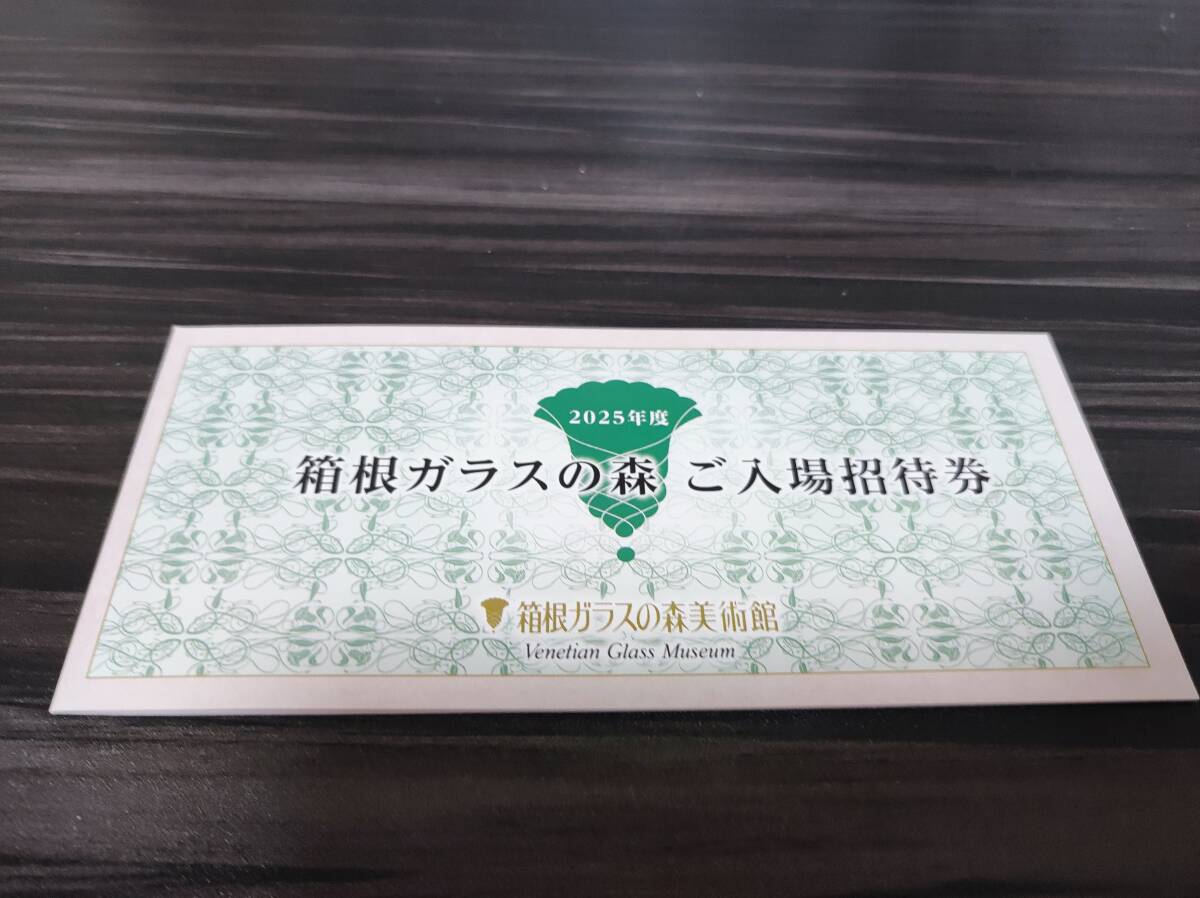 2025年度
箱根ガラスの森 ご入場招待券
箱根ガラスの森美術館
Venetian Glass Museum